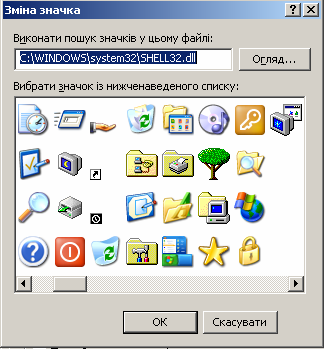 Зміна значка
Виконати пошук значків у цьому файлі:
C:\WINDOWS\system32\SHELL32.dll
Огляд...
Вибрати значок із нижченаведеного списку:
OK
Скасувати